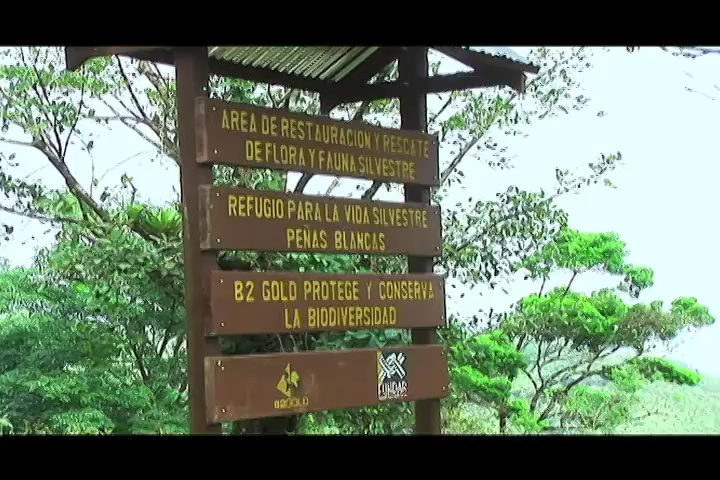 AREA DE RESTAURACION Y RESCATE
DE FLORA Y FAUNA SILVESTRE
REFUGIO PARA LA VIDA SILVESTRE
PEÑAS BLANCAS
B2 GOLD PROTEGE Y CONSERVA
LA BIODIVERSIDAD
B2GOLD
FUNDAR